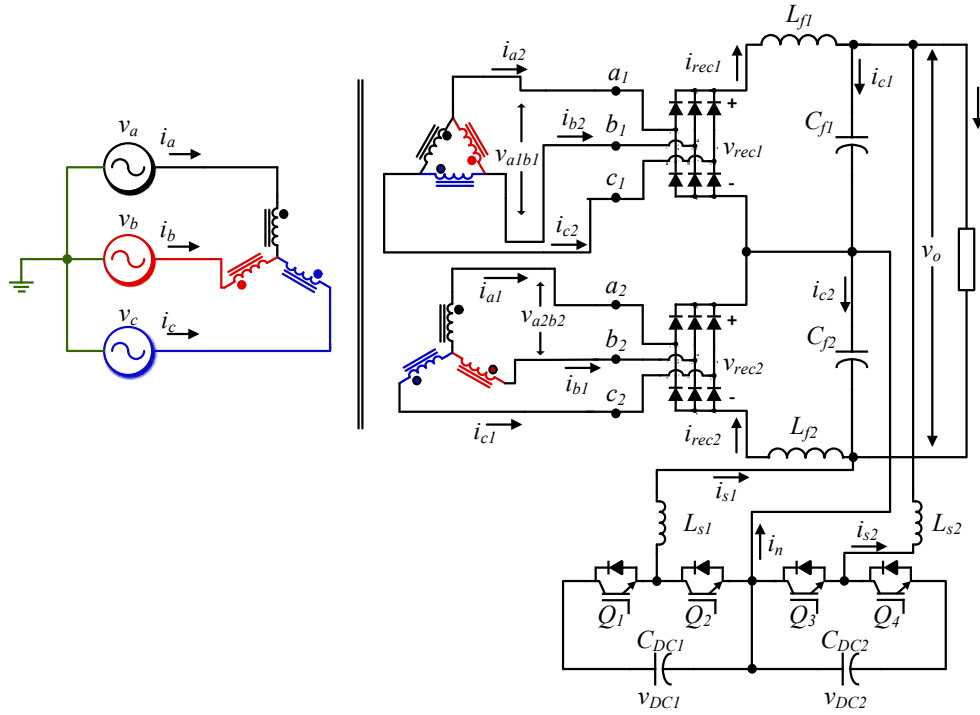 L_f1
i_a2
a_1
i_rec1
i_c1
v_a
i_a
+
C_f1
i_b2
b_1
v_a1b1
v_rec1
c_1
-
v_b
i_b
i_c2
v_o
i_a1
a_2
i_c2
v_a2b2
+
v_c
i_c
b_2
C_f2
v_rec2
i_b1
c_2
-
i_c1
i_rec2
L_f2
i_s1
L_s1
i_n
i_s2
L_s2
Q_1
Q_2
Q_3
Q_4
C_DC1
C_DC2
v_DC1
v_DC2